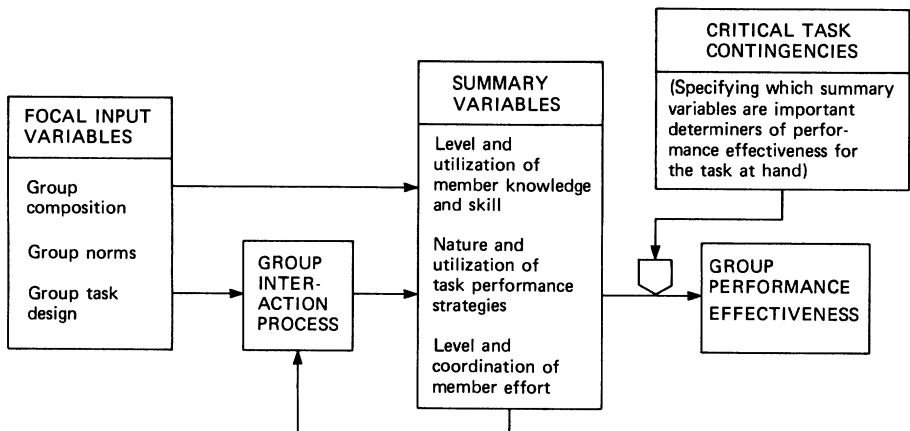 FOCAL INPUT
VARIABLES
Group
composition
Group norms
Group task
design
GROUP
INTER-
ACTION
PROCESS
SUMMARY
VARIABLES
Level and
utilization of
member knowledge
and skill
Nature and
utilization of
task performance
strategies
Level and
coordination of
member effort
CRITICAL TASK
CONTINGENCIES
(Specifying which summary
variables are important
determiners of perfor-
mance effectiveness for
the task at hand)
GROUP
PERFORMANCE
EFFECTIVENESS